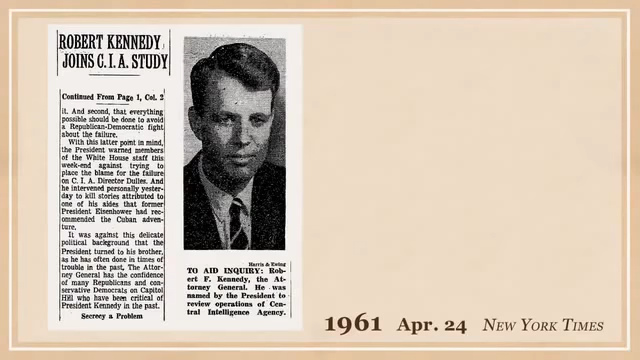 ROBERT KENNEDY
JOINS C. I. A. STUDY
Continued From Page 1, Col. 2
it. And second, that everything
possible should be done to avoid
a Republican-Democratic fight
about the failure.
With this latter point in mind,
the President warned members
of the White House staff this
week-end against trying to
place the blame for the failure
on C. I. A. Director Dulles. And
he intervened personally yester-
day to kill stories attributed to
one of his aides that former
President Eisenhower had rec-
ommended the Cuban adven-
ture.
It was against this delicate
political background that the
President turned to his brother,
as he has often done in times of
trouble in the past. The Attor-
ney General has the confidence
of many Republicans and con-
servative Democrats on Capitol
Hill who have been critical of
President Kennedy in the past.
Secrecy a Problem
Harris & Ewing
TO AID INQUIRY: Rob-
ert F. Kennedy, the At-
torney General. He was
named by the President to
review operations of Cen-
tral Intelligence Agency.
1961 Apr. 24 NEW YORK TIMES